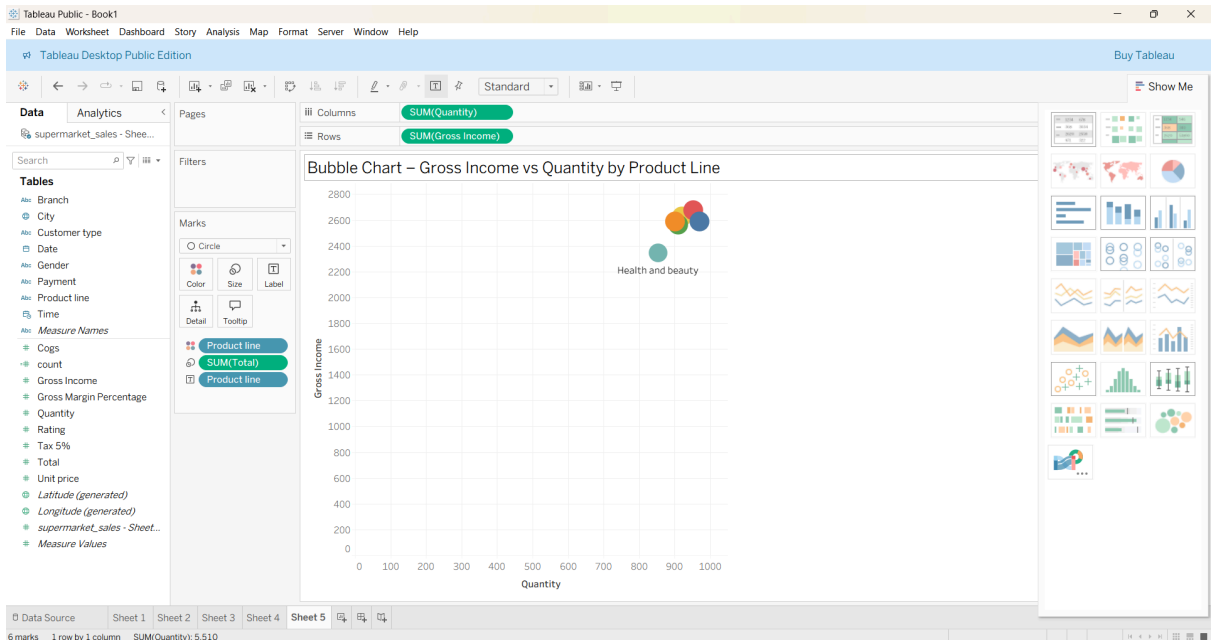 Tableau Public - Book1
File Data Worksheet Dashboard Story Analysis Map Format Server Window Help
Tableau Desktop Public Edition
Buy Tableau
Standard
Show Me
Data
Analytics
supermarket_sales - Shee...
Search
Tables
Abc Branch
City
Abc Customer type
Date
Abc Gender
Abc Payment
Abc Product line
Time
Abc Measure Names
# Cogs
=# count
# Gross Income
# Gross Margin Percentage
# Quantity
# Rating
# Tax 5%
# Total
# Unit price
Latitude (generated)
Longitude (generated)
# supermarket_sales - Sheet...
# Measure Values
Pages
Filters
Marks
Circle
Color
Size
Label
Detail
Tooltip
Product line
SUM(Total)
Product line
Columns
SUM(Quantity)
Rows
SUM(Gross Income)
Bubble Chart – Gross Income vs Quantity by Product Line
2800
2600
2400
2200
2000
1800
1600
1400
1200
1000
800
600
400
200
0
Gross Income
Health and beauty
0 100 200 300 400 500 600 700 800 900 1000
Quantity
Data Source
Sheet 1
Sheet 2
Sheet 3
Sheet 4
Sheet 5
6 marks 1 row by 1 column SUM(Quantity): 5,510